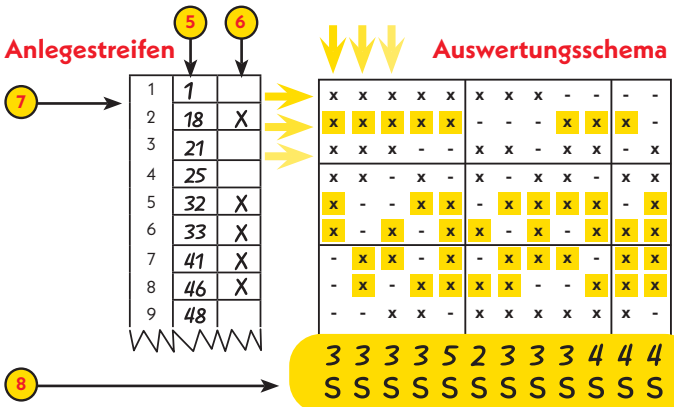 5 6
Anlegestreifen Auswertungsschema
7
1 1 x x x x x x x x - - - -
2 18 X x x x x x - - - x x x -
3 21 x x x - - x x - x x - x
4 25 x x - x - x - x x - x x
5 32 X x - - x x - x x x x - x
6 33 X x - x - x x - x - x x x
7 41 X - x x - x - x x x - x x
8 46 X - x - x x x x - - x x x
9 48 - - x x - x x x x x x -
3 3 3 3 5 2 3 3 3 4 4 4
8 S S S S S S S S S S S S